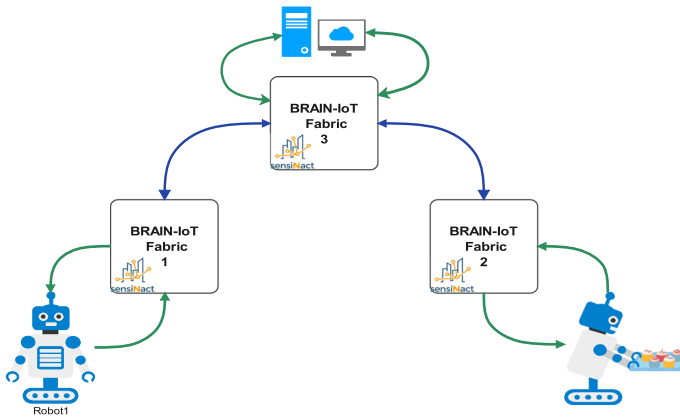 BRAIN-IoT
Fabric
3
sensiNact
BRAIN-IoT
Fabric
1
sensiNact
BRAIN-IoT
Fabric
2
sensiNact
Robot1